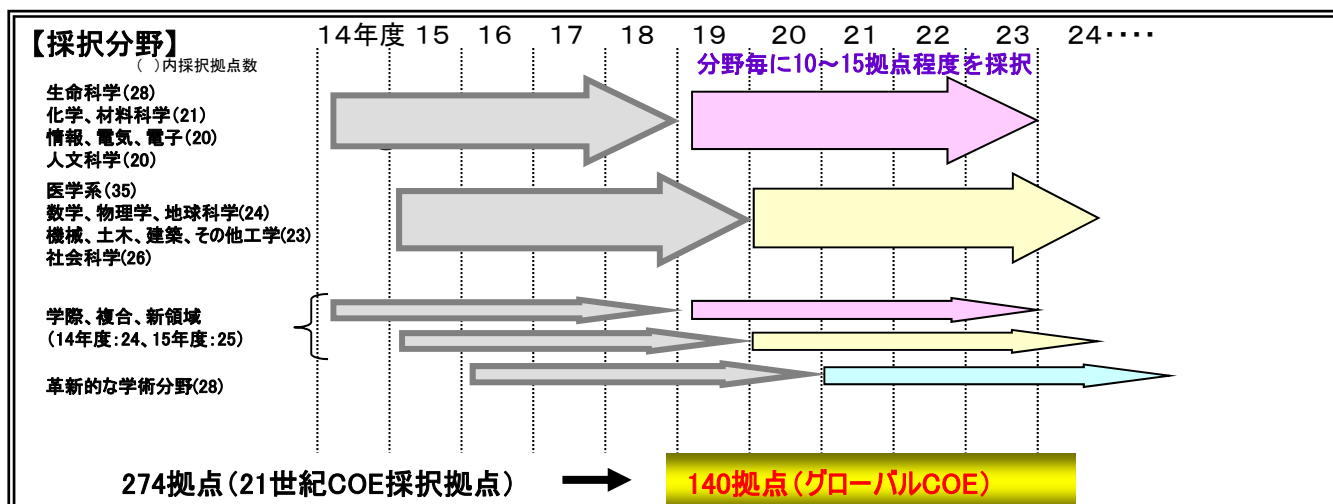 【採択分野】
( )内採択拠点数
14年度 15 16 17 18 19 20 21 22 23 24‥‥
分野毎に10～15拠点程度を採択
生命科学(28)
化学、材料科学(21)
情報、電気、電子(20)
人文科学(20)
医学系(35)
数学、物理学、地球科学(24)
機械、土木、建築、その他工学(23)
社会科学(26)
学際、複合、新領域
(14年度:24、15年度:25)
革新的な学術分野(28)
274拠点(21世紀COE採択拠点)
140拠点(グローバルCOE)